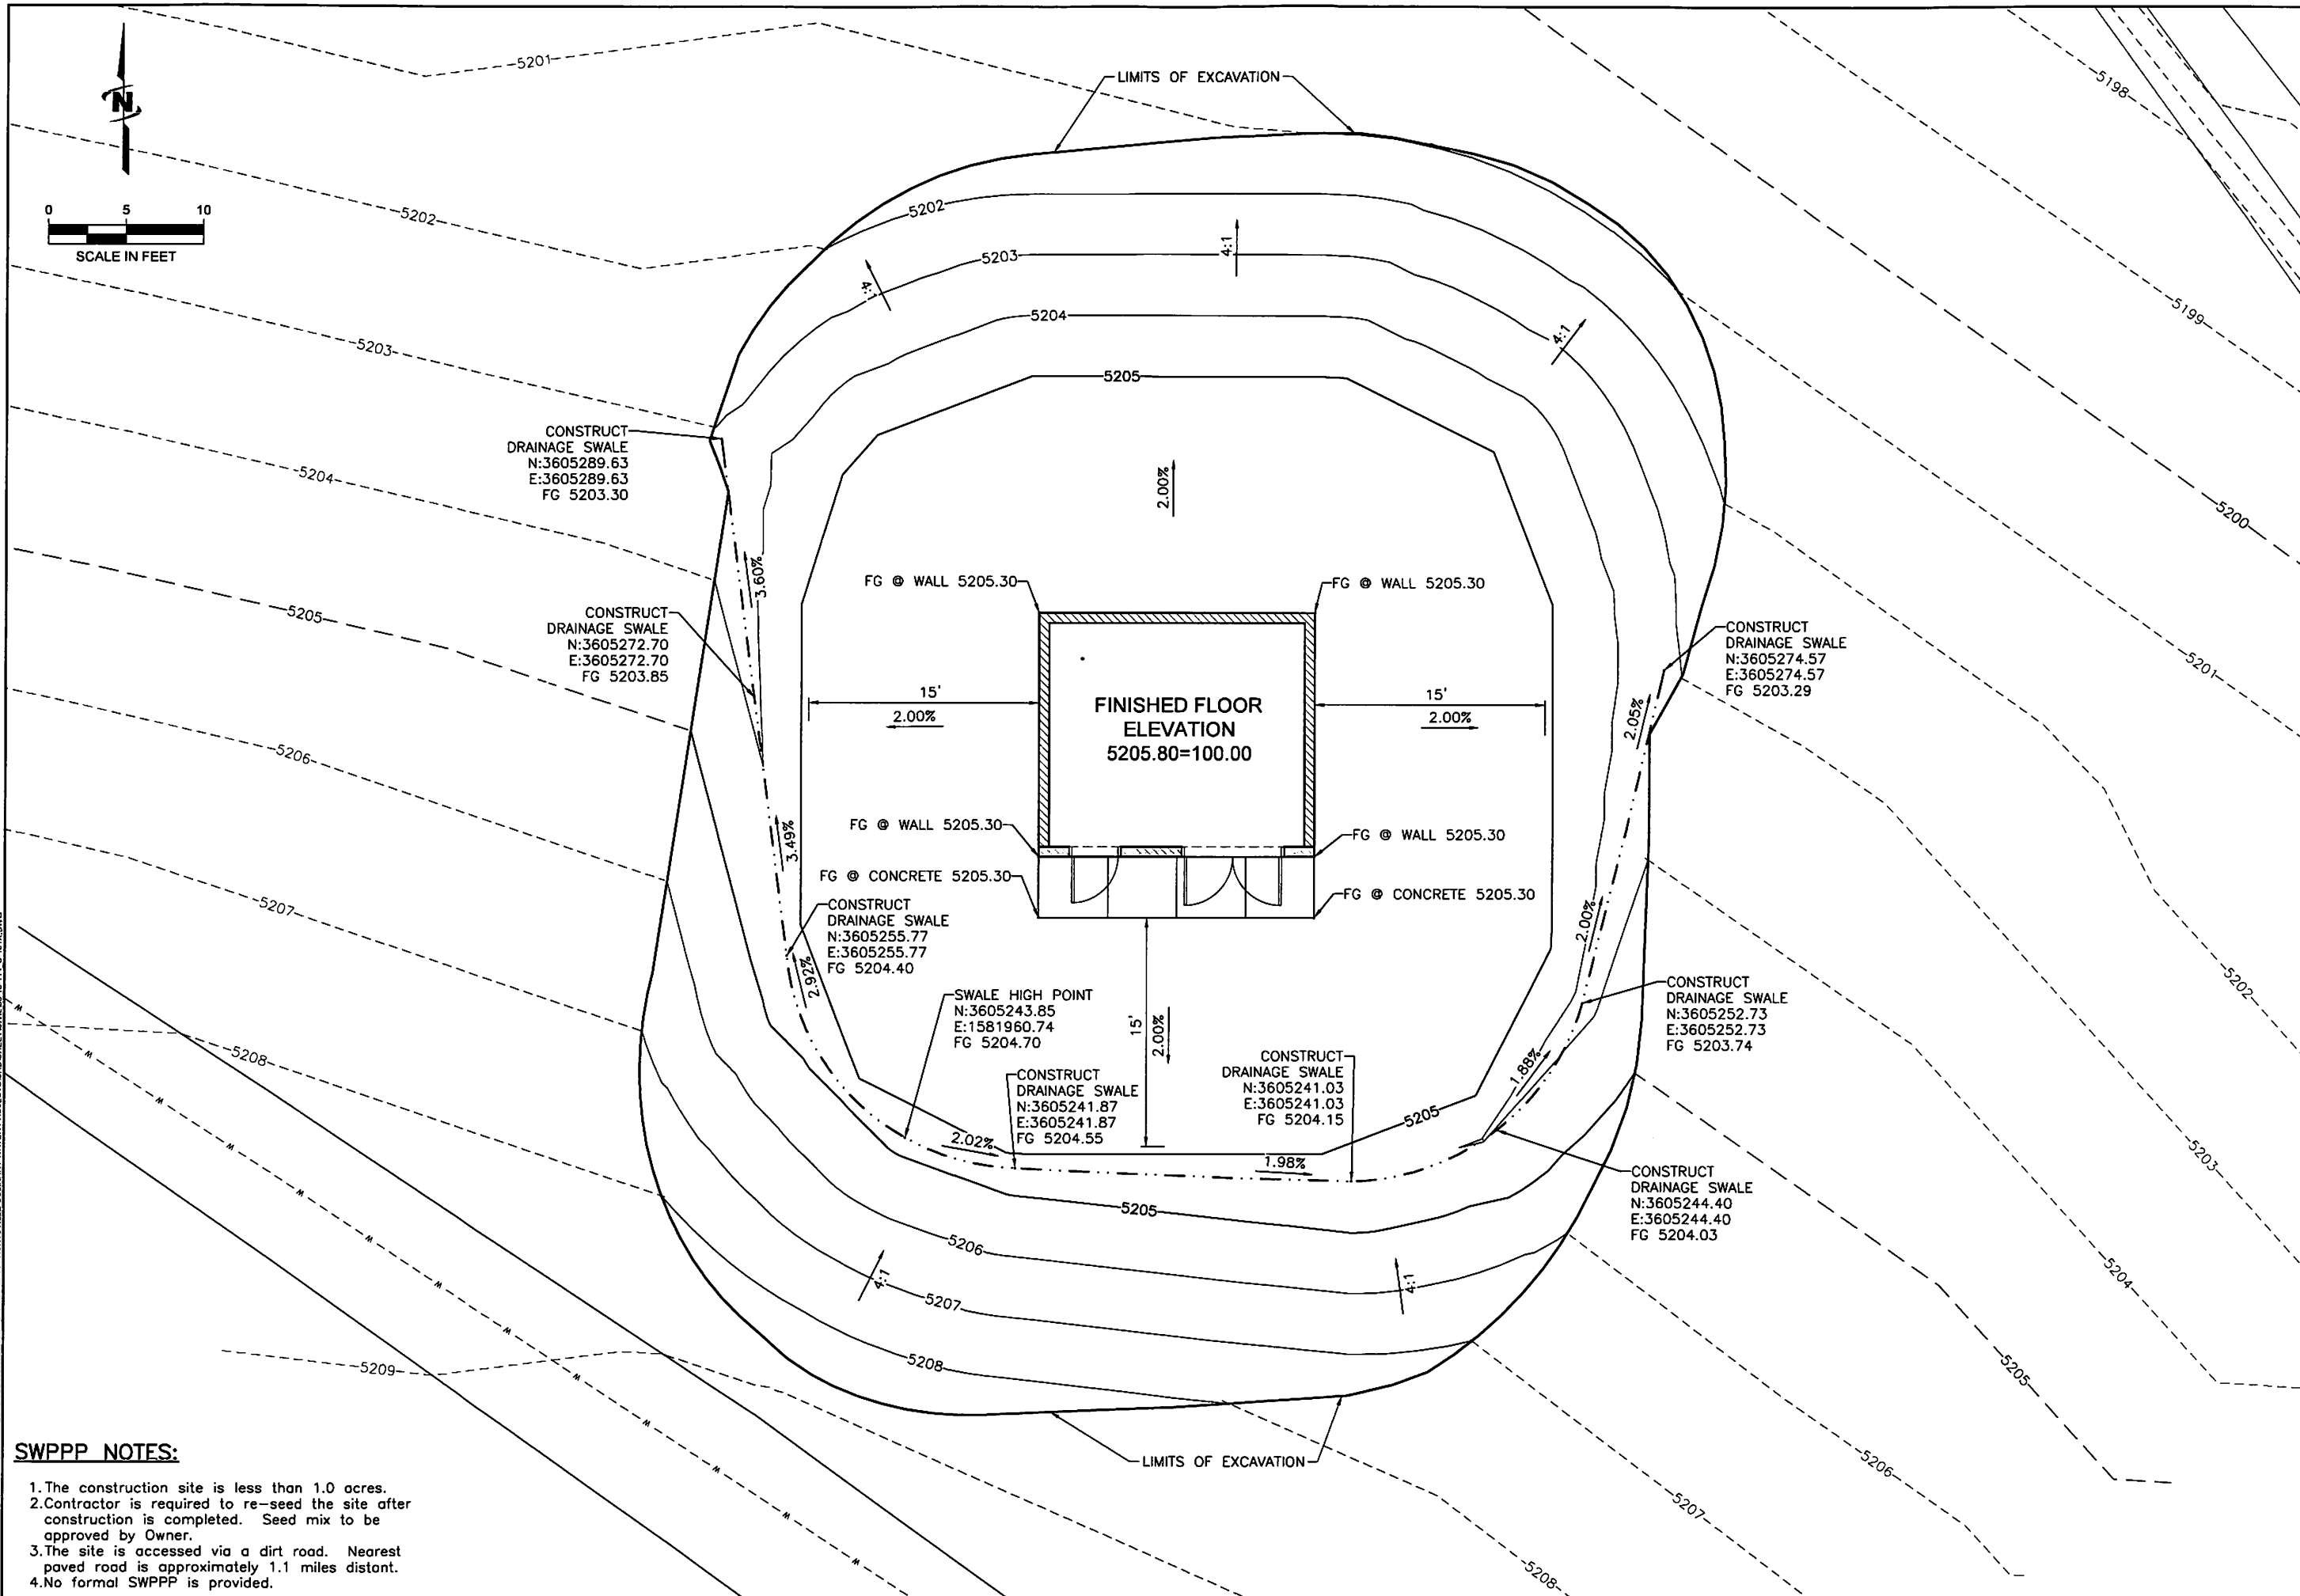 5201
LIMITS OF EXCAVATION
5198
N
0 5 10
SCALE IN FEET
5202
5202
5203
4:1
4:1
5199
5204
4:1
5203
5205
CONSTRUCT
DRAINAGE SWALE
N:3605289.63
E:3605289.63
FG 5203.30
5204
2.00%
5200
3.60%
FG @ WALL 5205.30
FG @ WALL 5205.30
CONSTRUCT
DRAINAGE SWALE
N:3605272.70
E:3605272.70
FG 5203.85
5205
CONSTRUCT
DRAINAGE SWALE
N:3605274.57
E:3605274.57
FG 5203.29
5201
15'
2.00%
FINISHED FLOOR
ELEVATION
5205.80=100.00
15'
2.00%
2.05%
5206
3.49%
FG @ WALL 5205.30
FG @ WALL 5205.30
FG @ CONCRETE 5205.30
FG @ CONCRETE 5205.30
5207
CONSTRUCT
DRAINAGE SWALE
N:3605255.77
E:3605255.77
FG 5204.40
2.92%
2.00%
5202
CONSTRUCT
DRAINAGE SWALE
N:3605252.73
E:3605252.73
FG 5203.74
SWALE HIGH POINT
N:3605243.85
E:1581960.74
FG 5204.70
15'
2.00%
W
5208
W
CONSTRUCT
DRAINAGE SWALE
N:3605241.87
E:3605241.87
FG 5204.55
CONSTRUCT
DRAINAGE SWALE
N:3605241.03
E:3605241.03
FG 5204.15
1.88%
5205
W
2.02%
1.98%
W
5203
CONSTRUCT
DRAINAGE SWALE
N:3605244.40
E:3605244.40
FG 5204.03
W
5205
5206
W
4:1
4:1
W
5204
5207
W
5208
5209
W
5205
W
LIMITS OF EXCAVATION
5206
W
5207
W
5208
SWPPP NOTES:
1.The construction site is less than 1.0 acres.
2.Contractor is required to re-seed the site after
construction is completed. Seed mix to be
approved by Owner.
3.The site is accessed via a dirt road. Nearest
paved road is approximately 1.1 miles distant.
4.No formal SWPPP is provided.